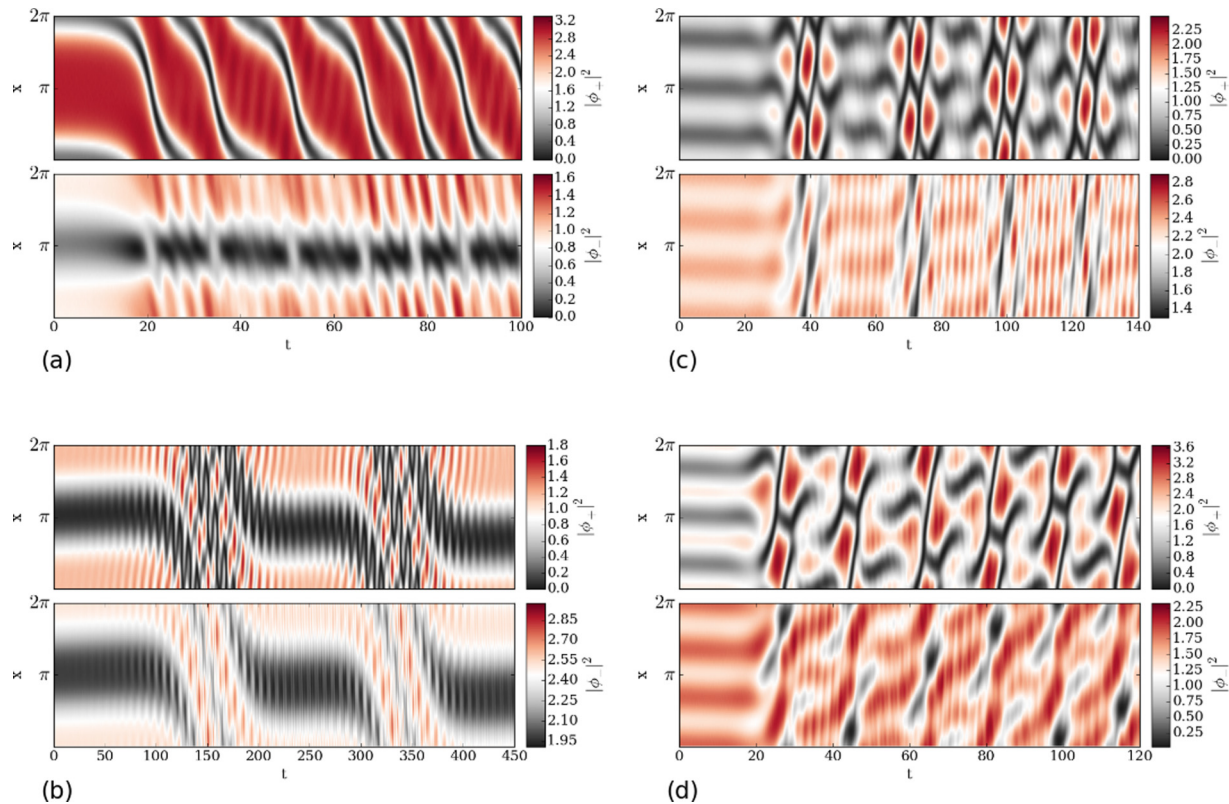 2π
π
x
3.2
2.8
2.4
2.0
1.6
1.2
0.8
0.4
0.0
|ϕ₊|²
2π
π
x
1.6
1.4
1.2
1.0
0.8
0.6
0.4
0.2
0.0
|ϕ₋|²
0 20 40 60 80 100
t
(a)
2π
π
x
2.25
2.00
1.75
1.50
1.25
1.00
0.75
0.50
0.25
0.00
|ϕ₊|²
2π
π
x
2.8
2.6
2.4
2.2
2.0
1.8
1.6
1.4
|ϕ₋|²
0 20 40 60 80 100 120 140
t
(c)
2π
π
x
1.8
1.6
1.4
1.2
1.0
0.8
0.6
0.4
0.2
0.0
|ϕ₊|²
2π
π
x
2.85
2.70
2.55
2.40
2.25
2.10
1.95
|ϕ₋|²
0 50 100 150 200 250 300 350 400 450
t
(b)
2π
π
x
3.6
3.2
2.8
2.4
2.0
1.6
1.2
0.8
0.4
0.0
|ϕ₊|²
2π
π
x
2.25
2.00
1.75
1.50
1.25
1.00
0.75
0.50
0.25
|ϕ₋|²
0 20 40 60 80 100 120
t
(d)